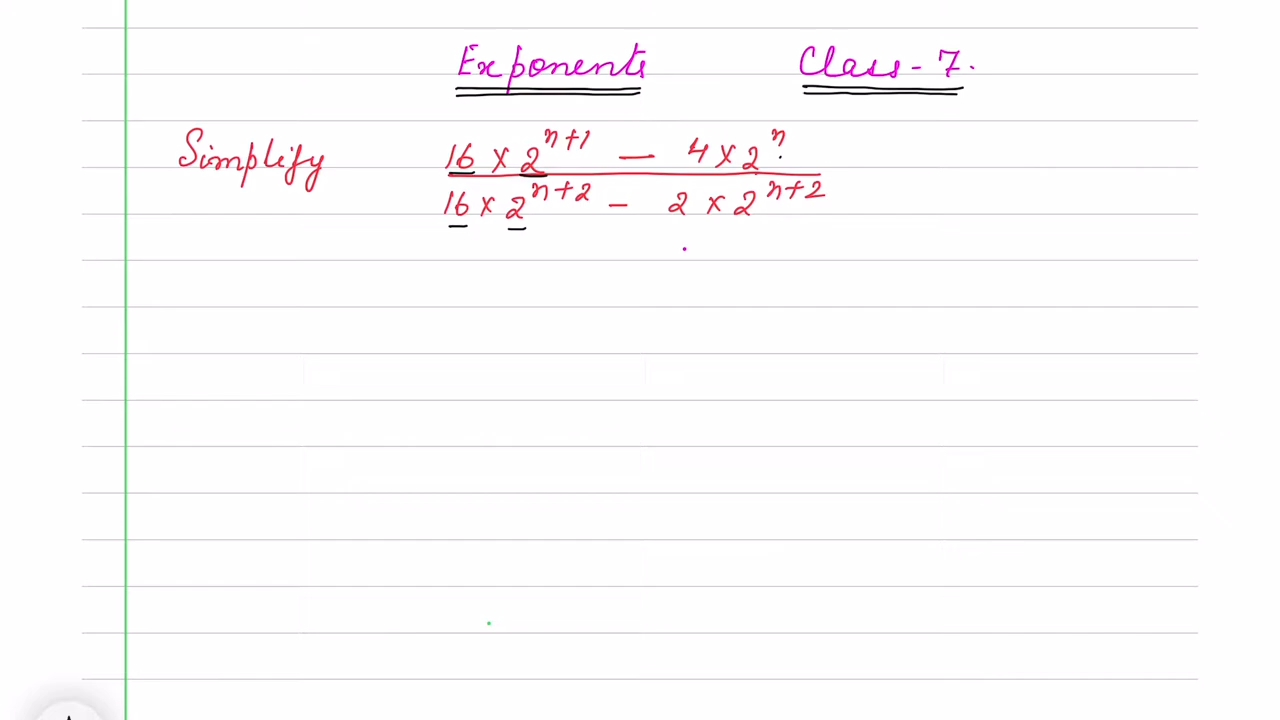 Exponents Class - 7.
Simplify 16 × 2^{n+1} — 4 × 2^{n}
16 × 2^{n+2} - 2 × 2^{n+2}